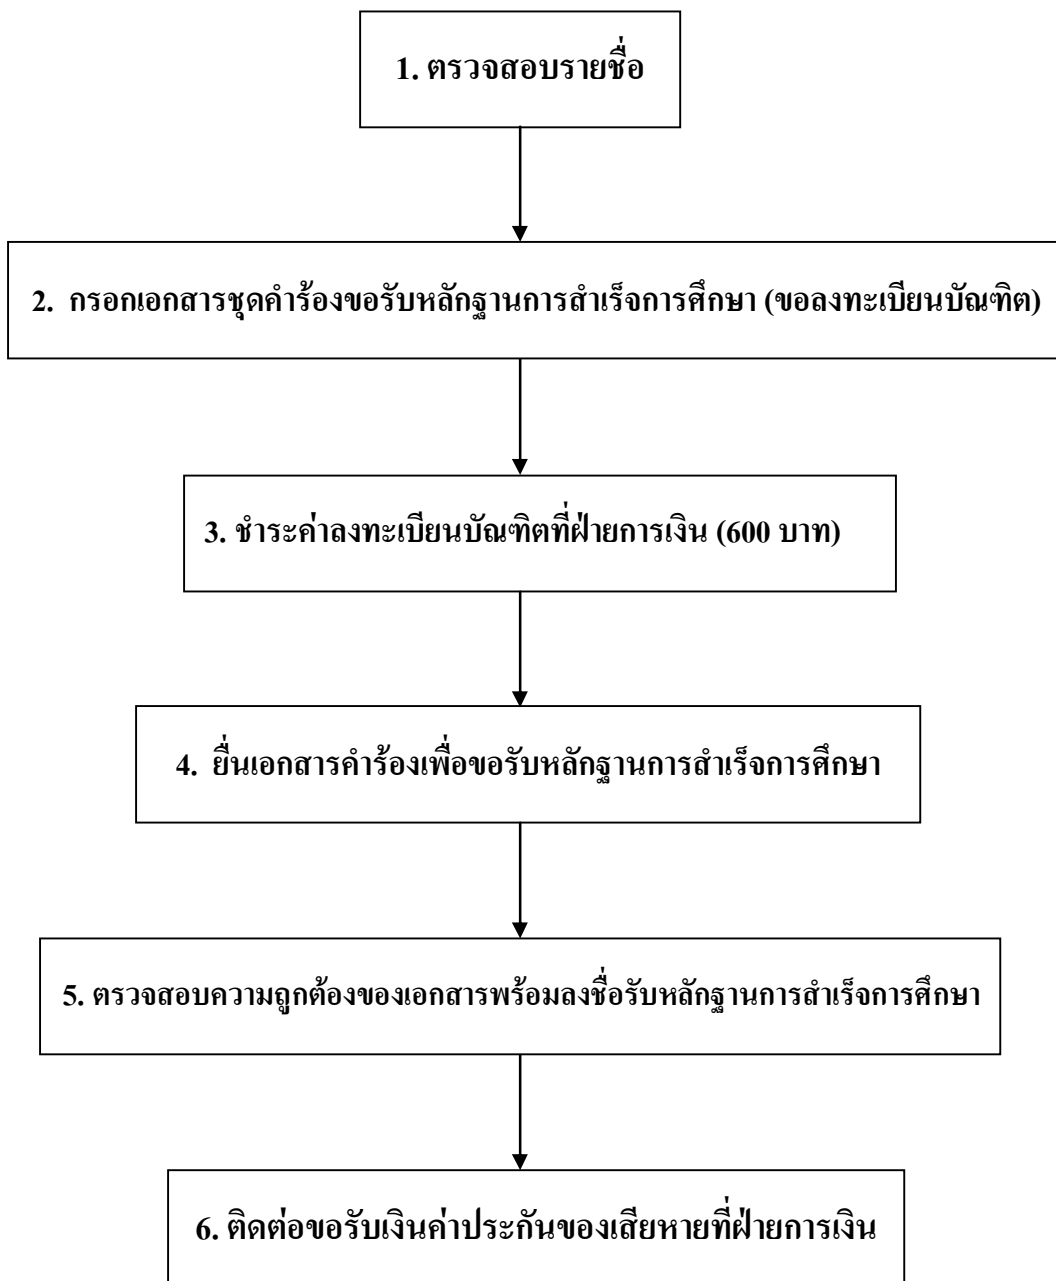 1. ตรวจสอบรายชื่อ
2. กรอกเอกสารชุดคำร้องขอรับหลักฐานการสำเร็จการศึกษา (ขอลงทะเบียนบัณฑิต)
3. ชำระค่าลงทะเบียนบัณฑิตที่ฝ่ายการเงิน (600 บาท)
4. ยื่นเอกสารคำร้องเพื่อขอรับหลักฐานการสำเร็จการศึกษา
5. ตรวจสอบความถูกต้องของเอกสารพร้อมลงชื่อรับหลักฐานการสำเร็จการศึกษา
6. ติดต่อขอรับเงินค่าประกันของเสียหายที่ฝ่ายการเงิน